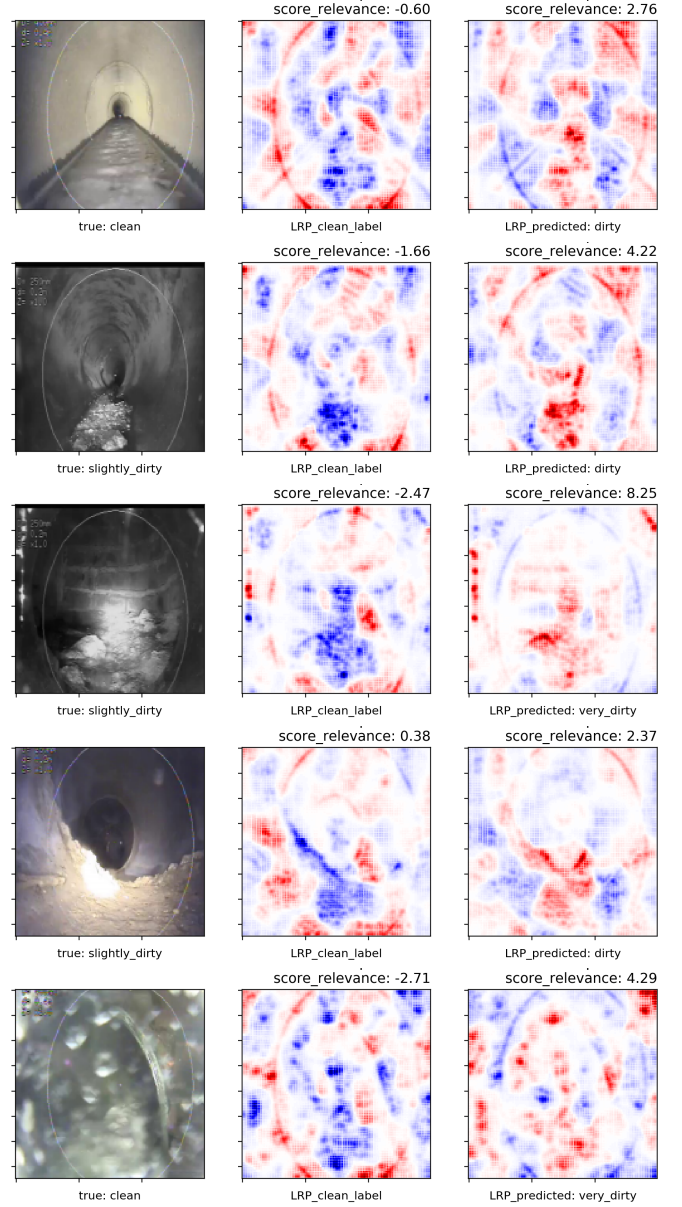 score_relevance: -0.60
score_relevance: 2.76
true: clean
LRP_clean_label
LRP_predicted: dirty
score_relevance: -1.66
score_relevance: 4.22
true: slightly_dirty
LRP_clean_label
LRP_predicted: dirty
score_relevance: -2.47
score_relevance: 8.25
true: slightly_dirty
LRP_clean_label
LRP_predicted: very_dirty
score_relevance: 0.38
score_relevance: 2.37
true: slightly_dirty
LRP_clean_label
LRP_predicted: dirty
score_relevance: -2.71
score_relevance: 4.29
true: clean
LRP_clean_label
LRP_predicted: very_dirty